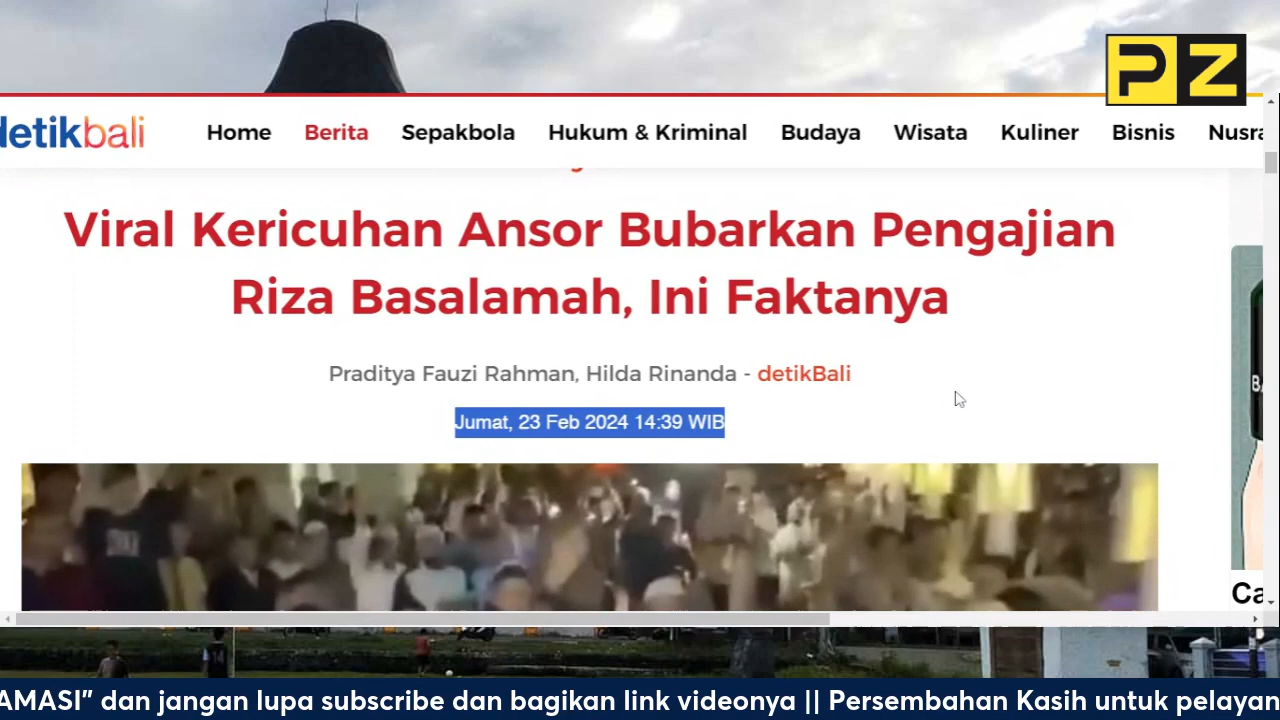 PZ
detikbali
Home Berita Sepakbola Hukum & Kriminal Budaya Wisata Kuliner Bisnis Nusra
Viral Kericuhan Ansor Bubarkan Pengajian
Riza Basalamah, Ini Faktanya
Praditya Fauzi Rahman, Hilda Rinanda - detikBali
Jumat, 23 Feb 2024 14:39 WIB
Ca
AMASI" dan jangan lupa subscribe dan bagikan link videonya || Persembahan Kasih untuk pelayan